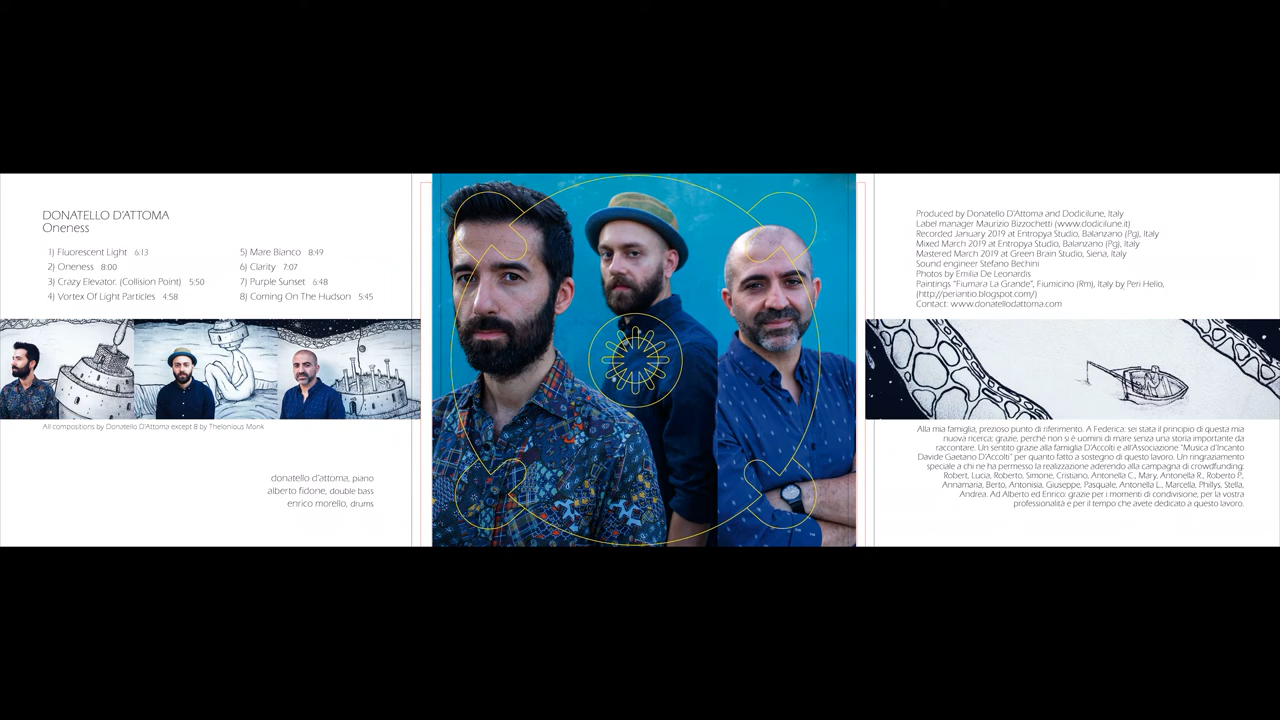 DONATELLO D'ATTOMA
Oneness
1) Fluorescent Light 6:13
2) Oneness 8:00
3) Crazy Elevator. (Collision Point) 5:50
4) Vortex Of Light Particles 4:58
5) Mare Bianco 8:49
6) Clarity 7:07
7) Purple Sunset 6:48
8) Coming On The Hudson 5:45
All compositions by Donatello D'Attoma except 8 by Thelonious Monk
donatello d'attoma, piano
alberto fidone, double bass
enrico morello, drums
Produced by Donatello D'Attoma and Dodicilune, Italy
Label manager Maurizio Bizzochetti (www.dodicilune.it)
Recorded January 2019 at Entropya Studio, Balanzano (Pg), Italy
Mixed March 2019 at Entropya Studio, Balanzano (Pg), Italy
Mastered March 2019 at Green Brain Studio, Siena, Italy
Sound engineer Stefano Bechini
Photos by Emilia De Leonardis
Paintings "Fiumara La Grande", Fiumicino (Rm), Italy by Peri Helio,
(http://periantio.blogspot.com/)
Contact: www.donatellodattoma.com
Alla mia famiglia, prezioso punto di riferimento. A Federica: sei stata il principio di questa mia
nuova ricerca; grazie, perché non si è uomini di mare senza una storia importante da
raccontare. Un sentito grazie alla famiglia D'Accolti e all'Associazione "Musica d'Incanto
Davide Gaetano D'Accolti" per quanto fatto a sostegno di questo lavoro. Un ringraziamento
speciale a chi ne ha permesso la realizzazione aderendo alla campagna di crowdfunding:
Robert, Lucia, Roberto, Simone, Cristiano, Antonella C., Mary, Antonella R., Roberto P.,
Annamaria, Berto, Antonisia, Giuseppe, Pasquale, Antonella L., Marcella, Phillys, Stella,
Andrea. Ad Alberto ed Enrico: grazie per i momenti di condivisione, per la vostra
professionalità e per il tempo che avete dedicato a questo lavoro.